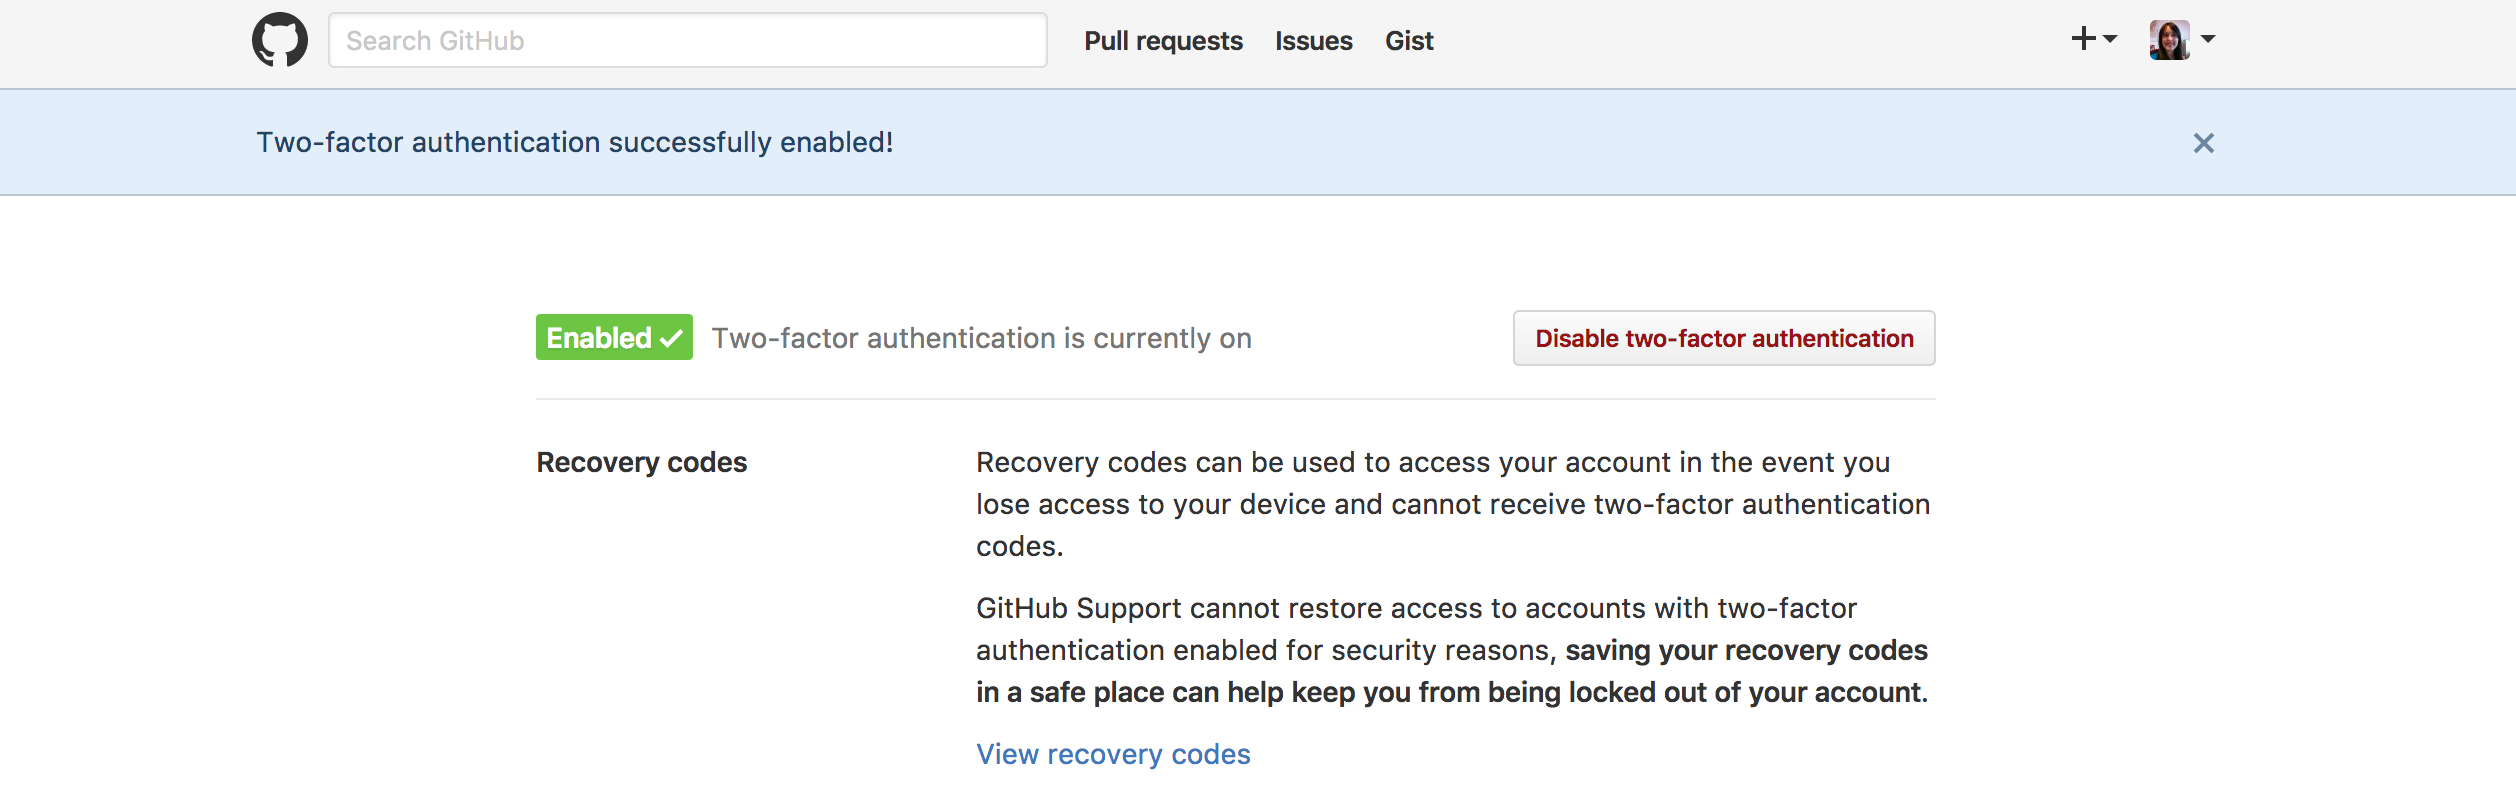 Search GitHub
Pull requests
Issues
Gist
Two-factor authentication successfully enabled!
Enabled
Two-factor authentication is currently on
Disable two-factor authentication
Recovery codes
Recovery codes can be used to access your account in the event you
lose access to your device and cannot receive two-factor authentication
codes.
GitHub Support cannot restore access to accounts with two-factor
authentication enabled for security reasons, saving your recovery codes
in a safe place can help keep you from being locked out of your account.
View recovery codes